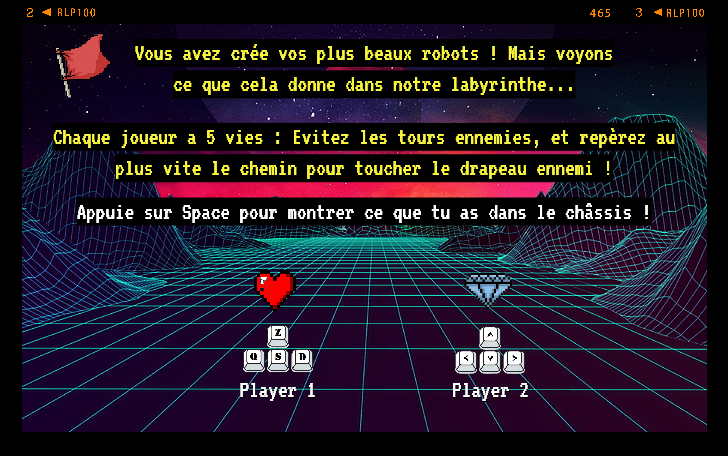 2 ◄ RLP100
465 3 ◄ RLP100
Vous avez crée vos plus beaux robots ! Mais voyons
ce que cela donne dans notre labyrinthe...
Chaque joueur a 5 vies : Evitez les tours ennemies, et repèrez au
plus vite le chemin pour toucher le drapeau ennemi !
Appuie sur Space pour montrer ce que tu as dans le châssis !
Z ^
Q S D < v >
Player 1 Player 2